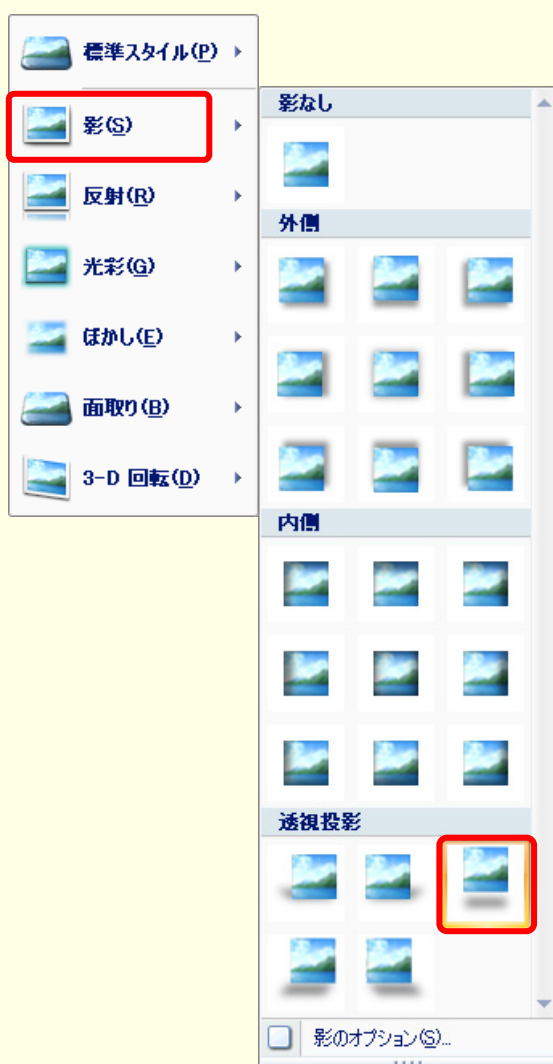 標準スタイル(P)
影(S)
反射(R)
光彩(G)
ぼかし(E)
面取り(B)
3-D 回転(D)
影なし
外側
内側
透視投影
影のオプション(S)...